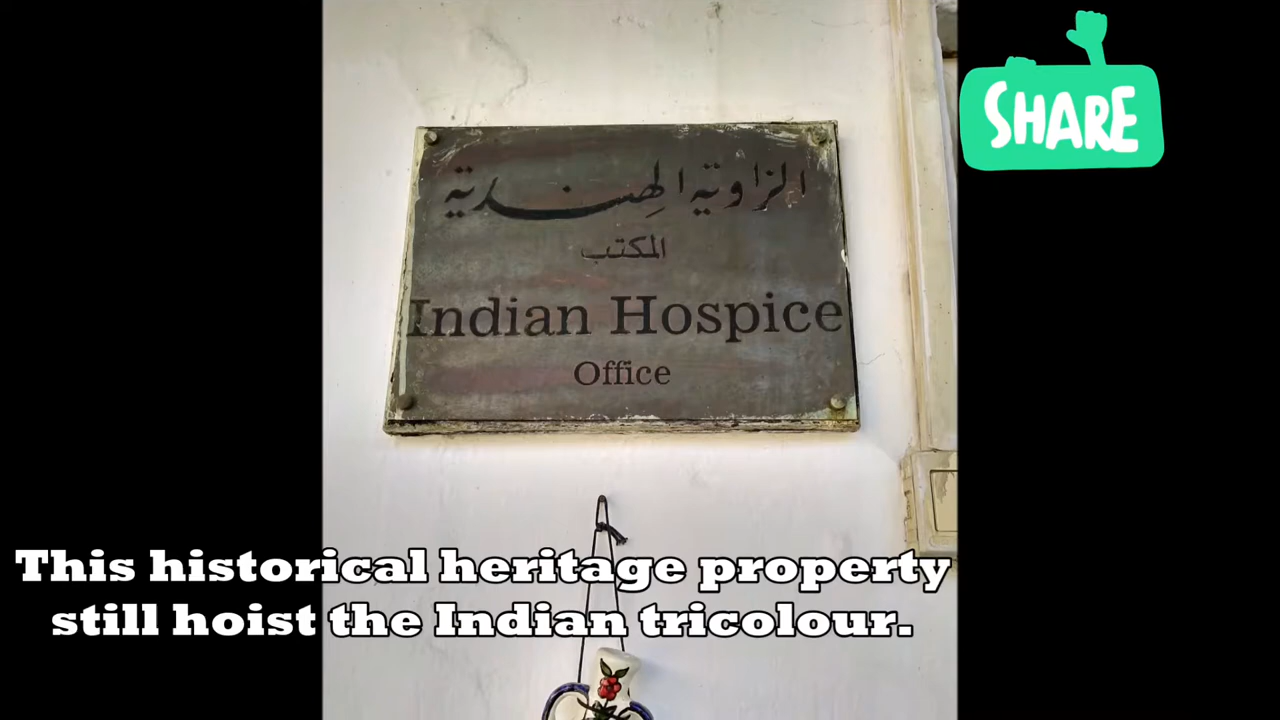 SHARE
الزاوية الهندية
المكتب
Indian Hospice
Office
This historical heritage property
still hoist the Indian tricolour.